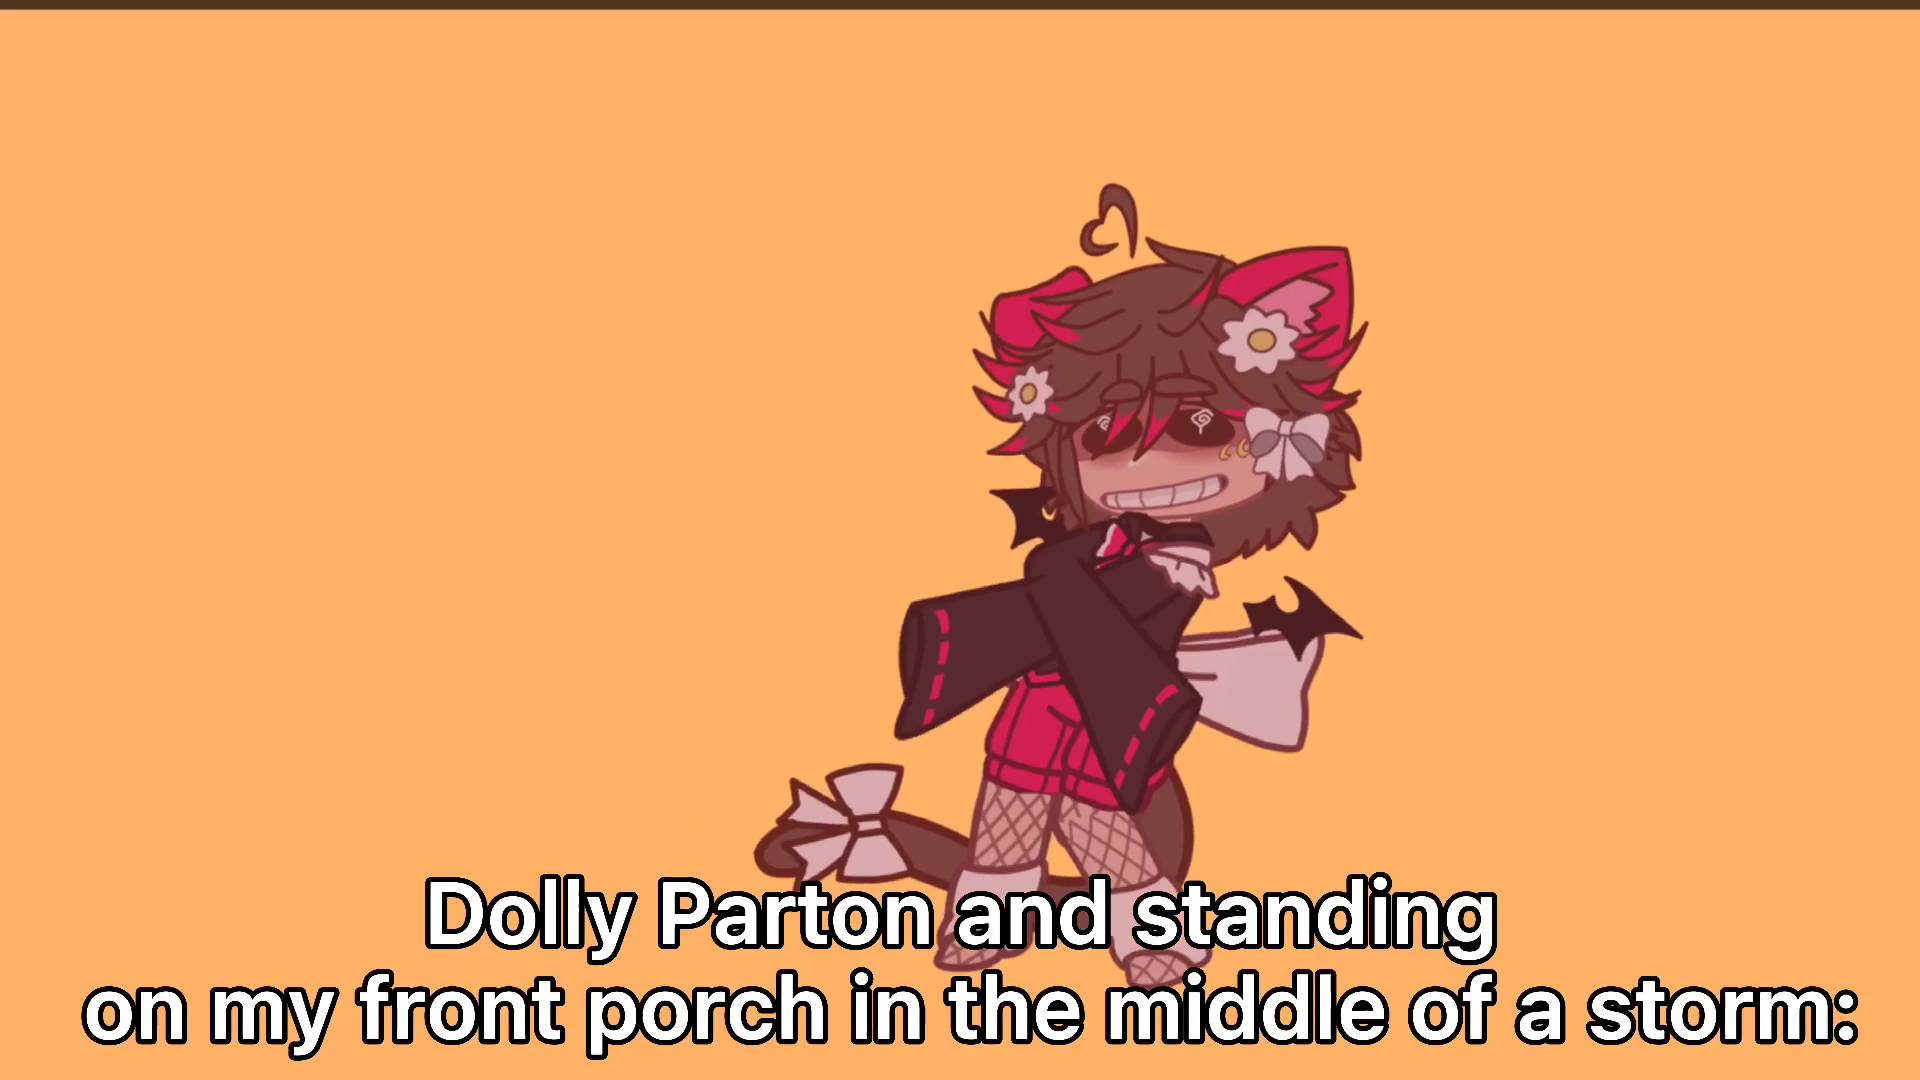 Dolly Parton and standing
on my front porch in the middle of a storm: